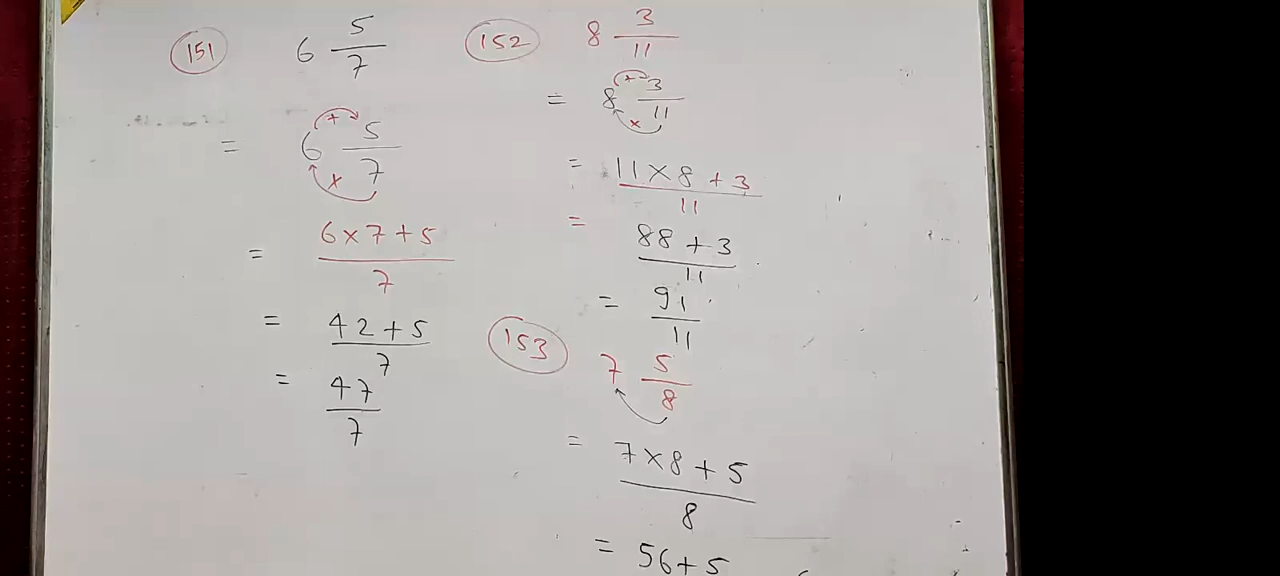 151 6 5/7
= 6 + 5/7 ×
= 6×7+5/7
= 42+5/7
= 47/7
152 8 3/11
= 8 + 3/11 ×
= 11×8+3/11
= 88+3/11
= 91/11
153 7 5/8
= 7×8+5/8
= 56+5